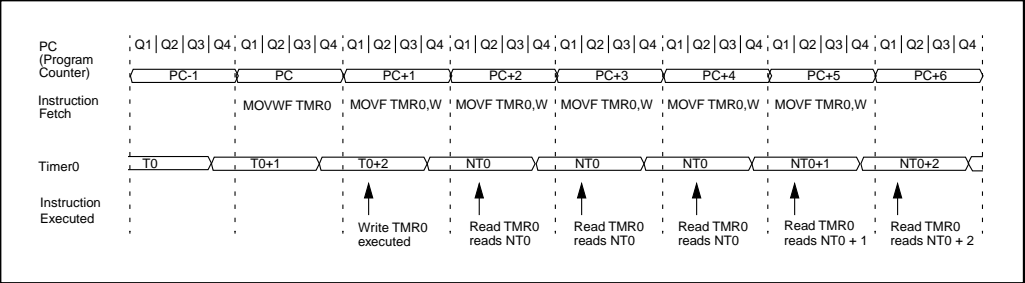 PC
(Program
Counter)
Q1 Q2 Q3 Q4 Q1 Q2 Q3 Q4 Q1 Q2 Q3 Q4 Q1 Q2 Q3 Q4 Q1 Q2 Q3 Q4 Q1 Q2 Q3 Q4 Q1 Q2 Q3 Q4 Q1 Q2 Q3 Q4
PC-1 PC PC+1 PC+2 PC+3 PC+4 PC+5 PC+6
Instruction
Fetch
MOVWF TMR0 MOVF TMR0,W MOVF TMR0,W MOVF TMR0,W MOVF TMR0,W MOVF TMR0,W
Timer0 T0 T0+1 T0+2 NT0 NT0 NT0 NT0+1 NT0+2
Instruction
Executed
Write TMR0 Read TMR0 Read TMR0 Read TMR0 Read TMR0 Read TMR0
executed reads NT0 reads NT0 reads NT0 reads NT0 + 1 reads NT0 + 2